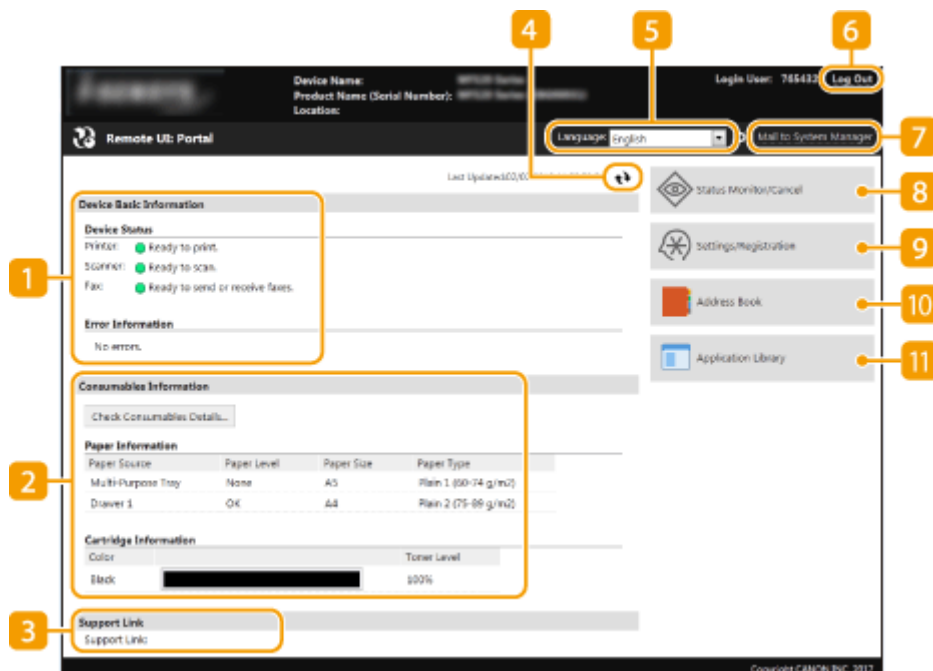 4 5 6
Device Name:
Login User: 765433 Log Out
Product Name (Serial Number):
Location:
Remote UI: Portal
Language: English
Mail to System Manager 7
Last Updated:02/02
Status Monitor/Cancel 8
Device Basic Information
Device Status
Printer: Ready to print.
Settings/Registration 9
Scanner: Ready to scan.
1
Fax: Ready to send or receive faxes.
Address Book 10
Error Information
No errors.
Application Library 11
Consumables Information
Check Consumables Details...
Paper Information
Paper Source Paper Level Paper Size Paper Type
2
Multi-Purpose Tray None A5 Plain 1 (60-74 g/m2)
Drawer 1 OK A4 Plain 2 (75-89 g/m2)
Cartridge Information
Color Toner Level
Black 100%
3
Support Link
Support Link:
Copyright CANON INC. 2017